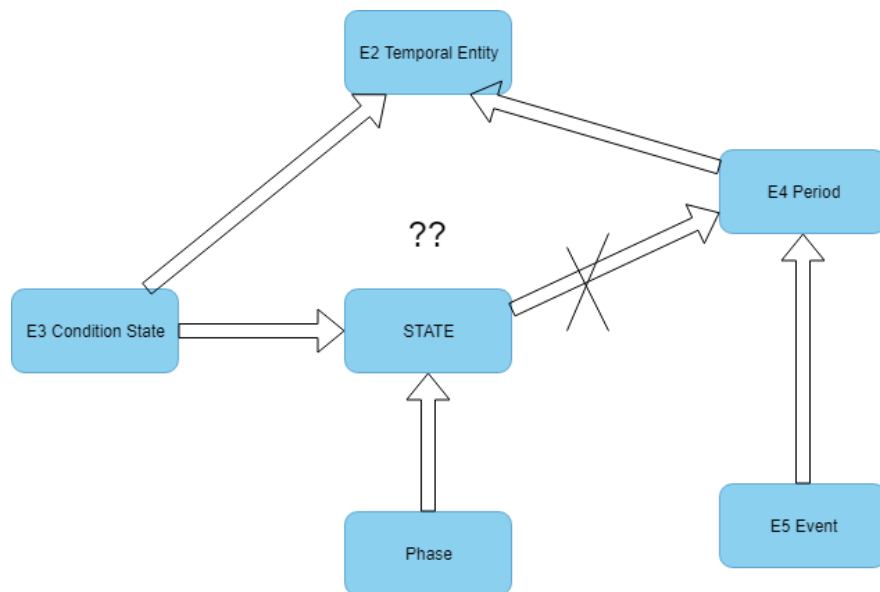 E2 Temporal Entity
E4 Period
??
E3 Condition State
STATE
E5 Event
Phase